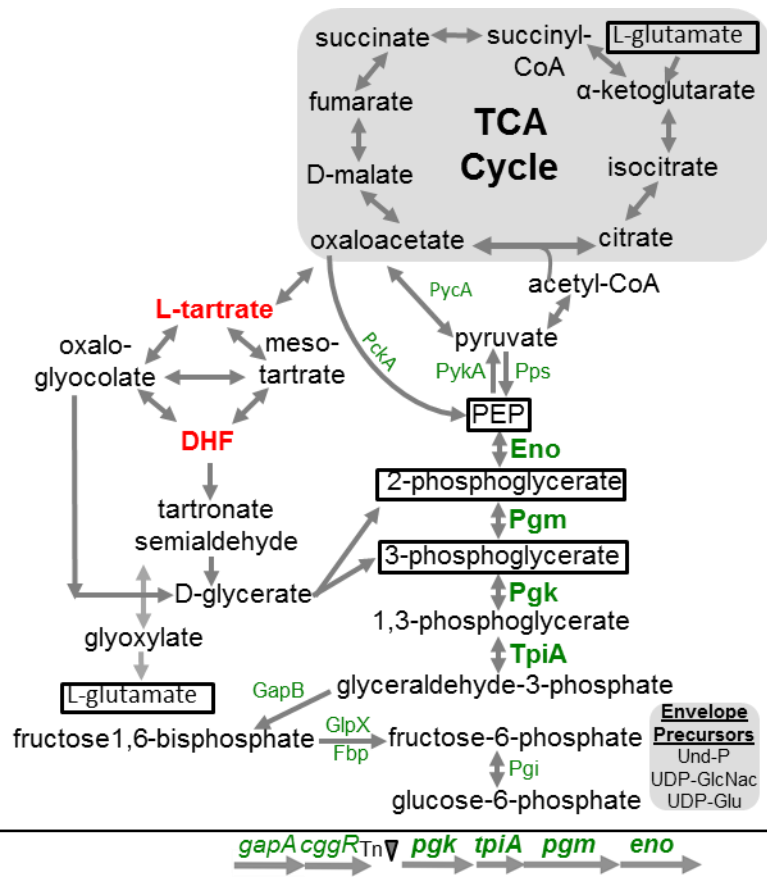 succinate
succinyl-
CoA
L-glutamate
α-ketoglutarate
fumarate
TCA
Cycle
D-malate
isocitrate
oxaloacetate
citrate
acetyl-CoA
PycA
L-tartrate
oxalo-
glyocolate
meso-
tartrate
PckA
pyruvate
PykA
Pps
PEP
DHF
Eno
2-phosphoglycerate
tartronate
semialdehyde
Pgm
3-phosphoglycerate
D-glycerate
Pgk
1,3-phosphoglycerate
glyoxylate
TpiA
L-glutamate
GapB
glyceraldehyde-3-phosphate
fructose1,6-bisphosphate
GlpX
Fbp
fructose-6-phosphate
Pgi
glucose-6-phosphate
Envelope
Precursors
Und-P
UDP-GlcNac
UDP-Glu
gapA cggR Tn pgk tpiA pgm eno